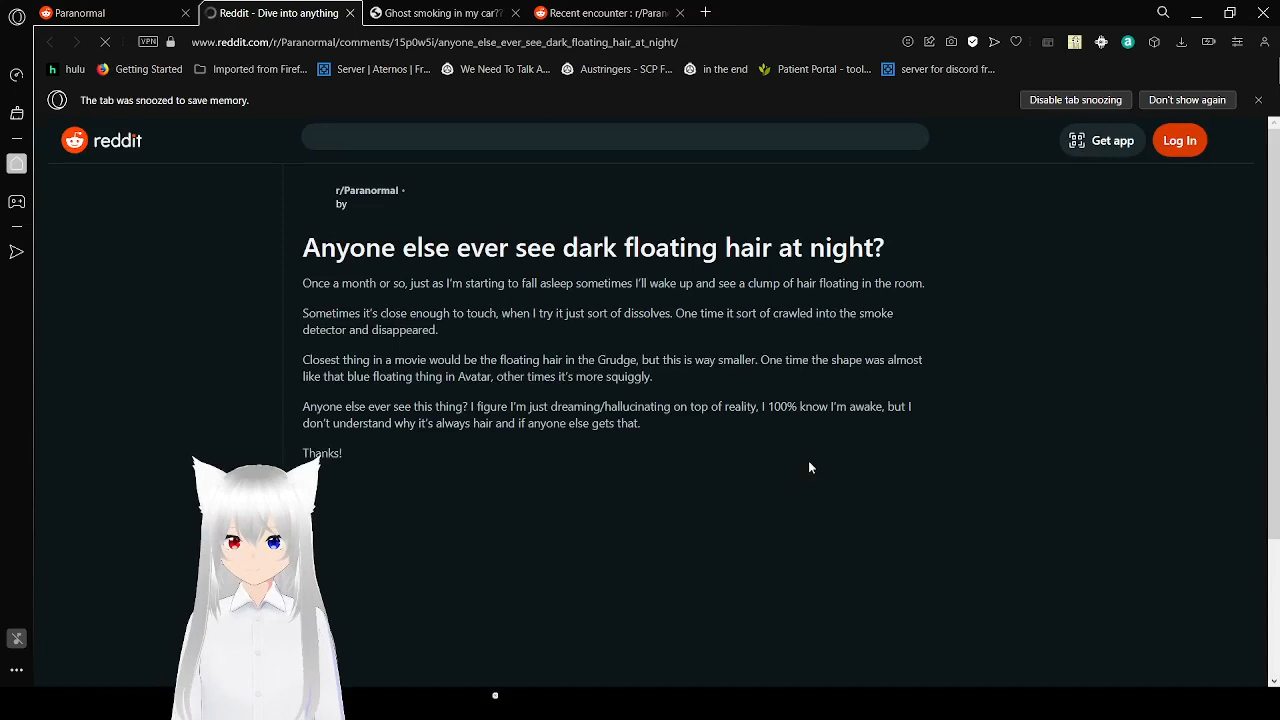 Paranormal
Reddit - Dive into anything
Ghost smoking in my car??
Recent encounter : r/Paran
VPN
www.reddit.com/r/Paranormal/comments/15p0w5i/anyone_else_ever_see_dark_floating_hair_at_night/
hulu
Getting Started
Imported from Firef...
Server | Aternos | Fr...
We Need To Talk A...
Austringers - SCP F...
in the end
Patient Portal - tool...
server for discord fr...
The tab was snoozed to save memory.
Disable tab snoozing
Don't show again
reddit
Get app
Log In
r/Paranormal •
by
Anyone else ever see dark floating hair at night?
Once a month or so, just as I'm starting to fall asleep sometimes I'll wake up and see a clump of hair floating in the room.
Sometimes it's close enough to touch, when I try it just sort of dissolves. One time it sort of crawled into the smoke
detector and disappeared.
Closest thing in a movie would be the floating hair in the Grudge, but this is way smaller. One time the shape was almost
like that blue floating thing in Avatar, other times it's more squiggly.
Anyone else ever see this thing? I figure I'm just dreaming/hallucinating on top of reality, I 100% know I'm awake, but I
don't understand why it's always hair and if anyone else gets that.
Thanks!